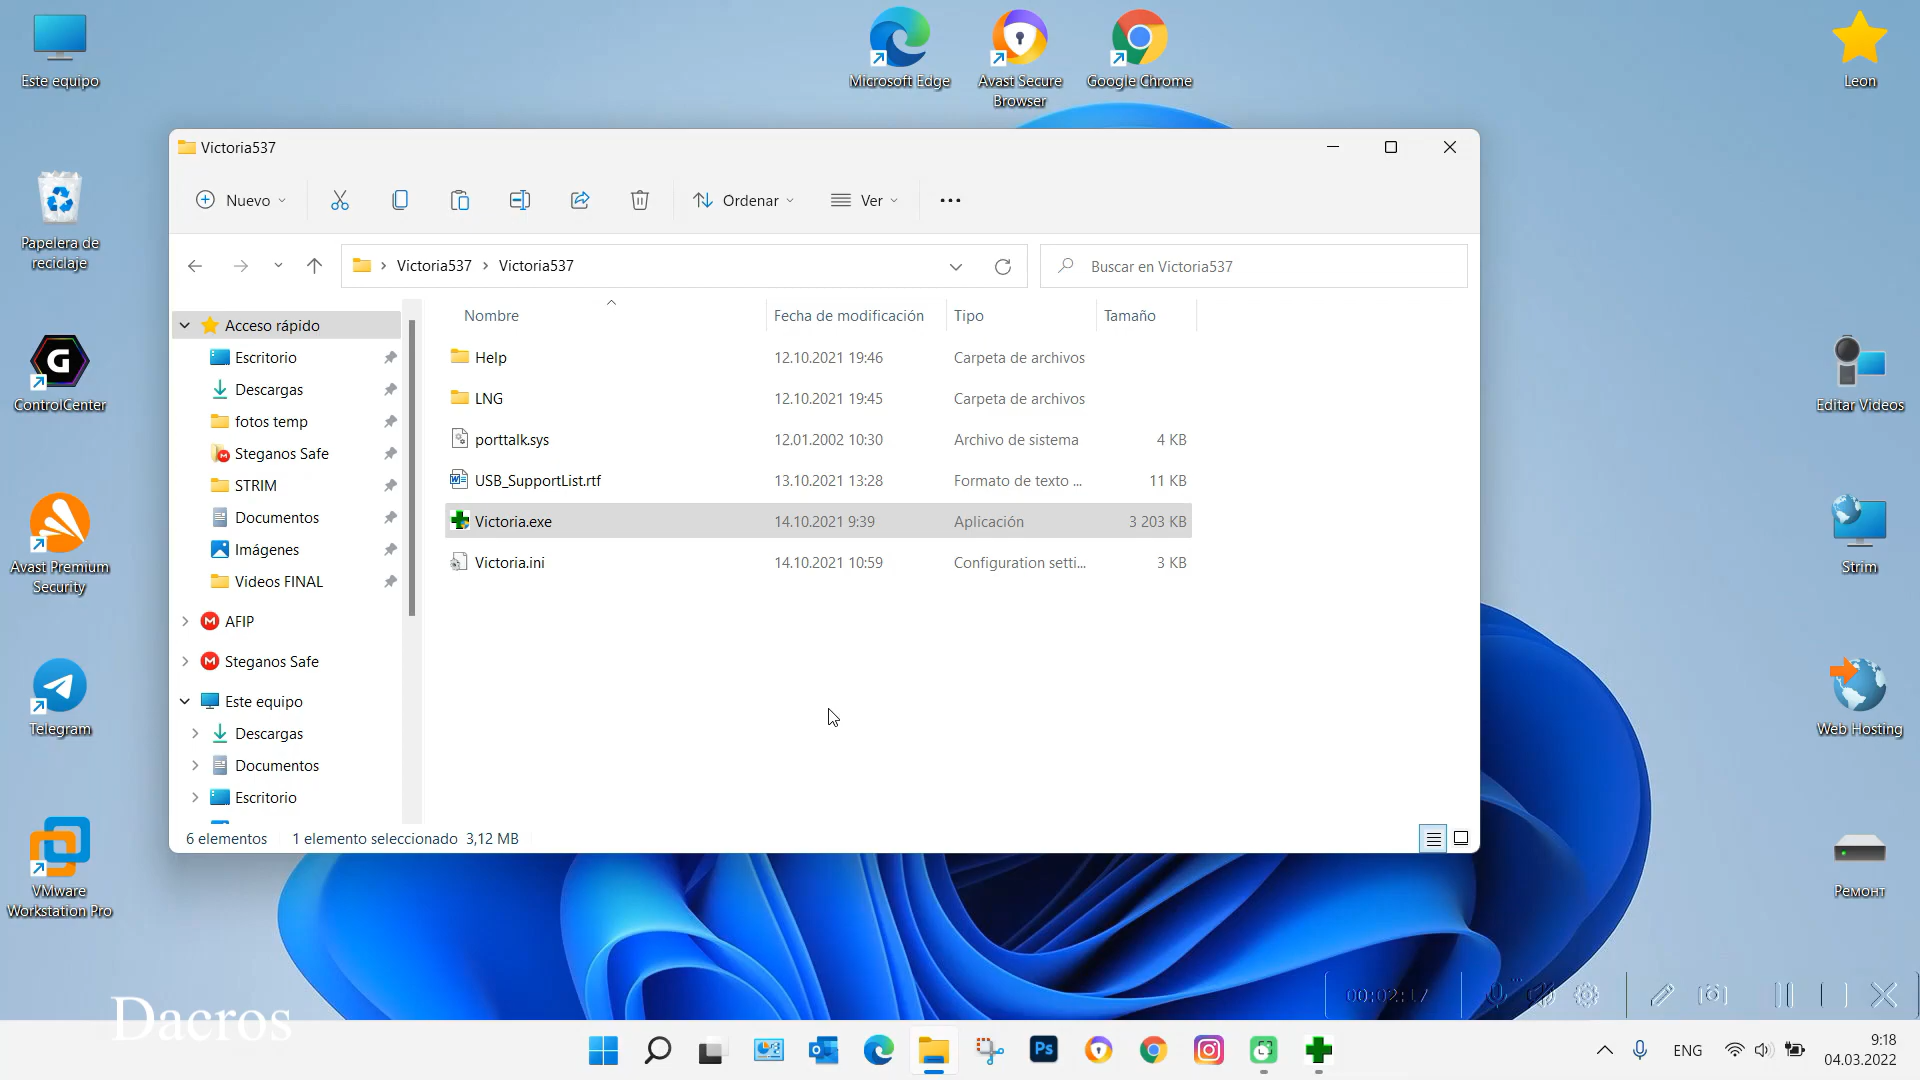 Este equipo
Microsoft Edge
Avast Secure
Browser
Google Chrome
Leon
Papelera de
reciclaje
ControlCenter
Avast Premium
Security
Telegram
VMware
Workstation Pro
Editar Videos
Strim
Web Hosting
Ремонт
Victoria537
Nuevo
Ordenar
Ver
Victoria537 Victoria537
Buscar en Victoria537
Acceso rápido
Escritorio
Descargas
fotos temp
Steganos Safe
STRIM
Documentos
Imágenes
Videos FINAL
AFIP
Steganos Safe
Este equipo
Descargas
Documentos
Escritorio
Nombre Fecha de modificación Tipo Tamaño
Help 12.10.2021 19:46 Carpeta de archivos
LNG 12.10.2021 19:45 Carpeta de archivos
porttalk.sys 12.01.2002 10:30 Archivo de sistema 4 KB
USB_SupportList.rtf 13.10.2021 13:28 Formato de texto ... 11 KB
Victoria.exe 14.10.2021 9:39 Aplicación 3 203 KB
Victoria.ini 14.10.2021 10:59 Configuration setti... 3 KB
6 elementos 1 elemento seleccionado 3,12 MB
00:02:17
Dacros
Ps
ENG
9:18
04.03.2022